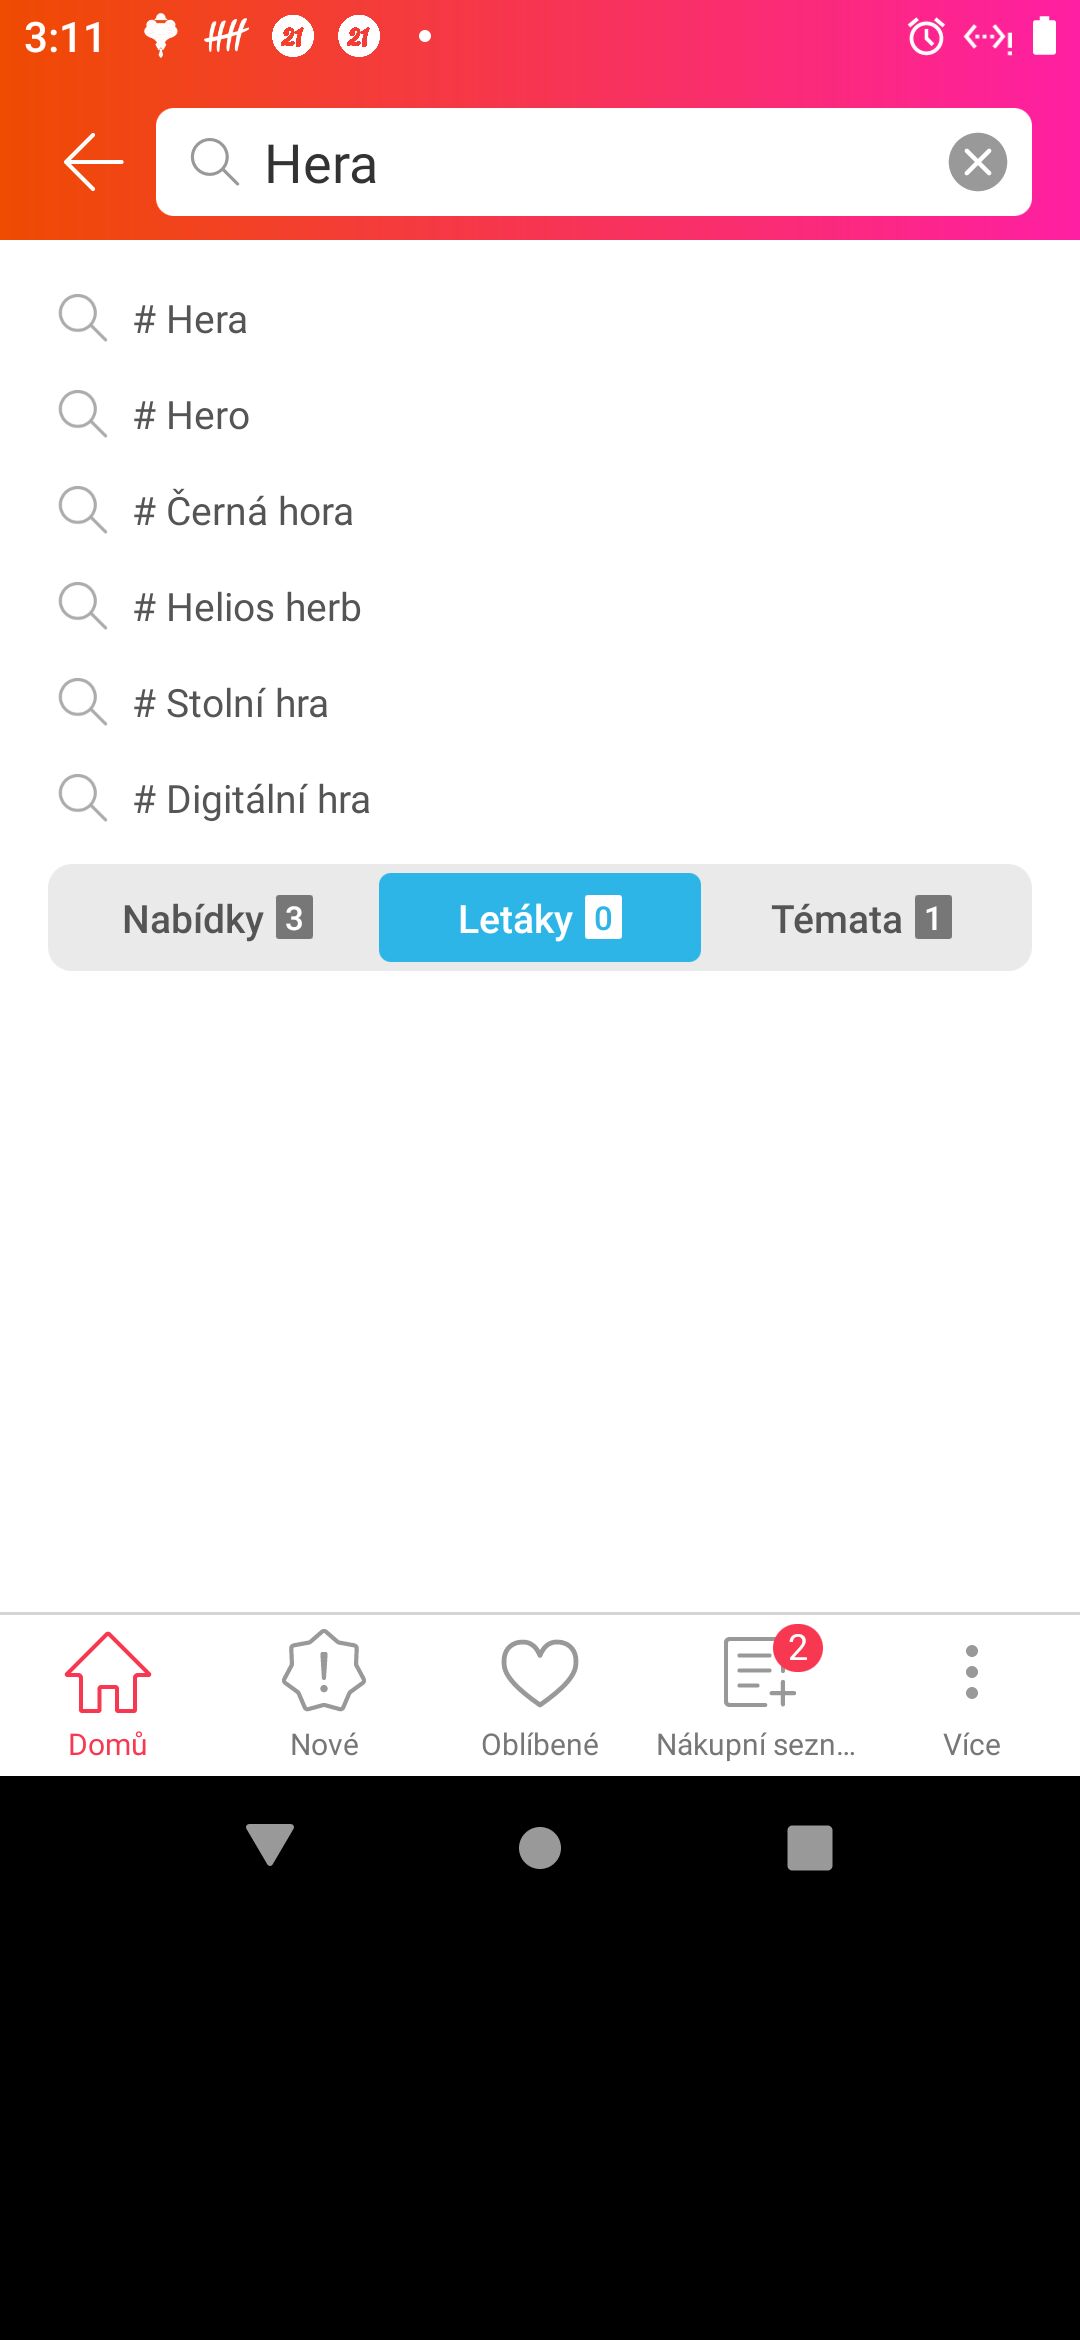 3:11
21 21
Hera
# Hera
# Hero
# Černá hora
# Helios herb
# Stolní hra
# Digitální hra
Nabídky 3 Letáky 0 Témata 1
2
Domů Nové Oblíbené Nákupní sezn... Více